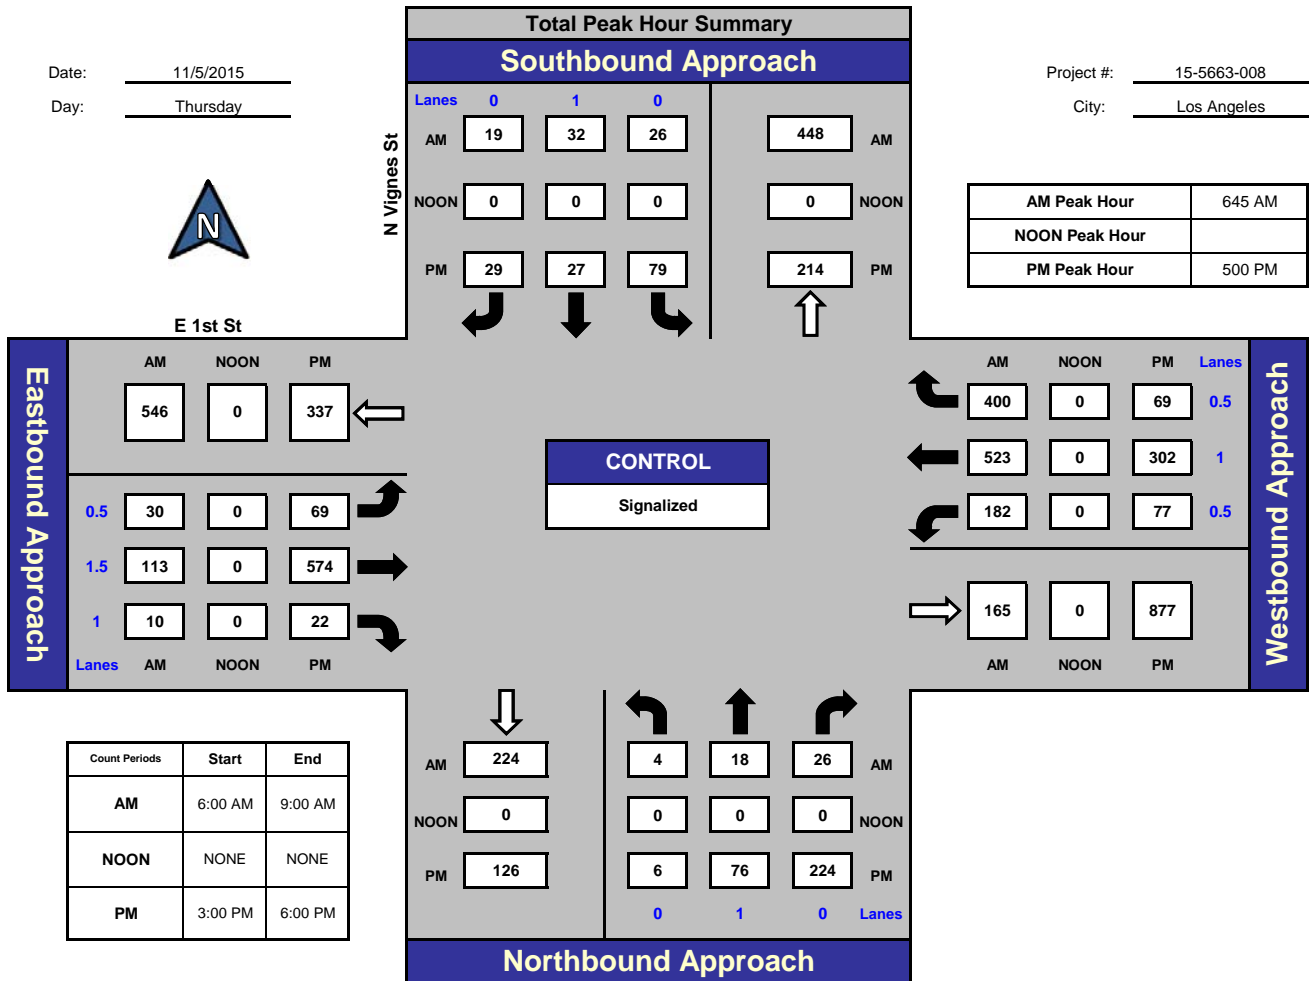 Total Peak Hour Summary
Southbound Approach
Date: 11/5/2015
Day: Thursday
Project #: 15-5663-008
City: Los Angeles
N
N Vignes St
Lanes 0 1 0
AM 19 32 26 448 AM
NOON 0 0 0 0 NOON
PM 29 27 79 214 PM
AM Peak Hour 645 AM
NOON Peak Hour
PM Peak Hour 500 PM
E 1st St
Eastbound Approach
AM NOON PM
546 0 337
0.5 30 0 69
1.5 113 0 574
1 10 0 22
Lanes AM NOON PM
CONTROL
Signalized
AM NOON PM Lanes
400 0 69 0.5
523 0 302 1
182 0 77 0.5
165 0 877
AM NOON PM
Westbound Approach
Count Periods Start End
AM 6:00 AM 9:00 AM
NOON NONE NONE
PM 3:00 PM 6:00 PM
AM 224 4 18 26 AM
NOON 0 0 0 0 NOON
PM 126 6 76 224 PM
0 1 0 Lanes
Northbound Approach